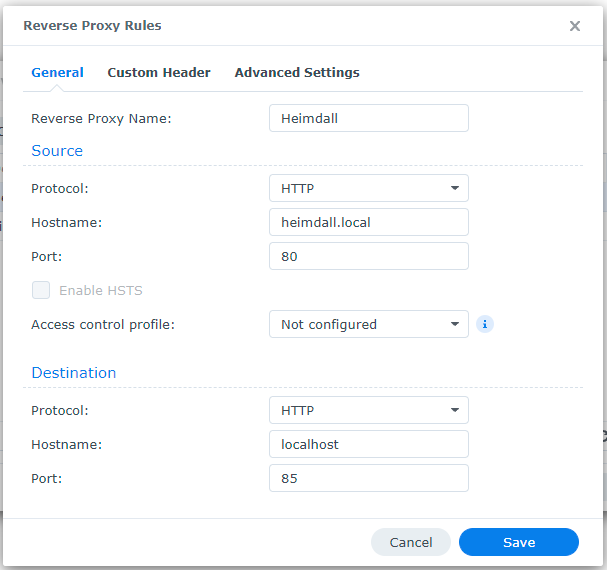 Reverse Proxy Rules
General Custom Header Advanced Settings
Reverse Proxy Name: Heimdall
Source
Protocol: HTTP
Hostname: heimdall.local
Port: 80
Enable HSTS
Access control profile: Not configured
Destination
Protocol: HTTP
Hostname: localhost
Port: 85
Cancel Save